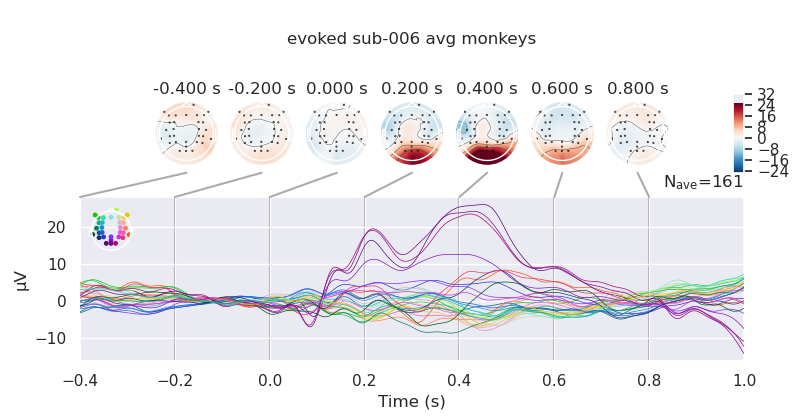 evoked sub-006 avg monkeys
-0.400 s -0.200 s 0.000 s 0.200 s 0.400 s 0.600 s 0.800 s
32
24
16
8
0
−8
−16
−24
Nave=161
µV
20
10
0
−10
−0.4 −0.2 0.0 0.2 0.4 0.6 0.8 1.0
Time (s)